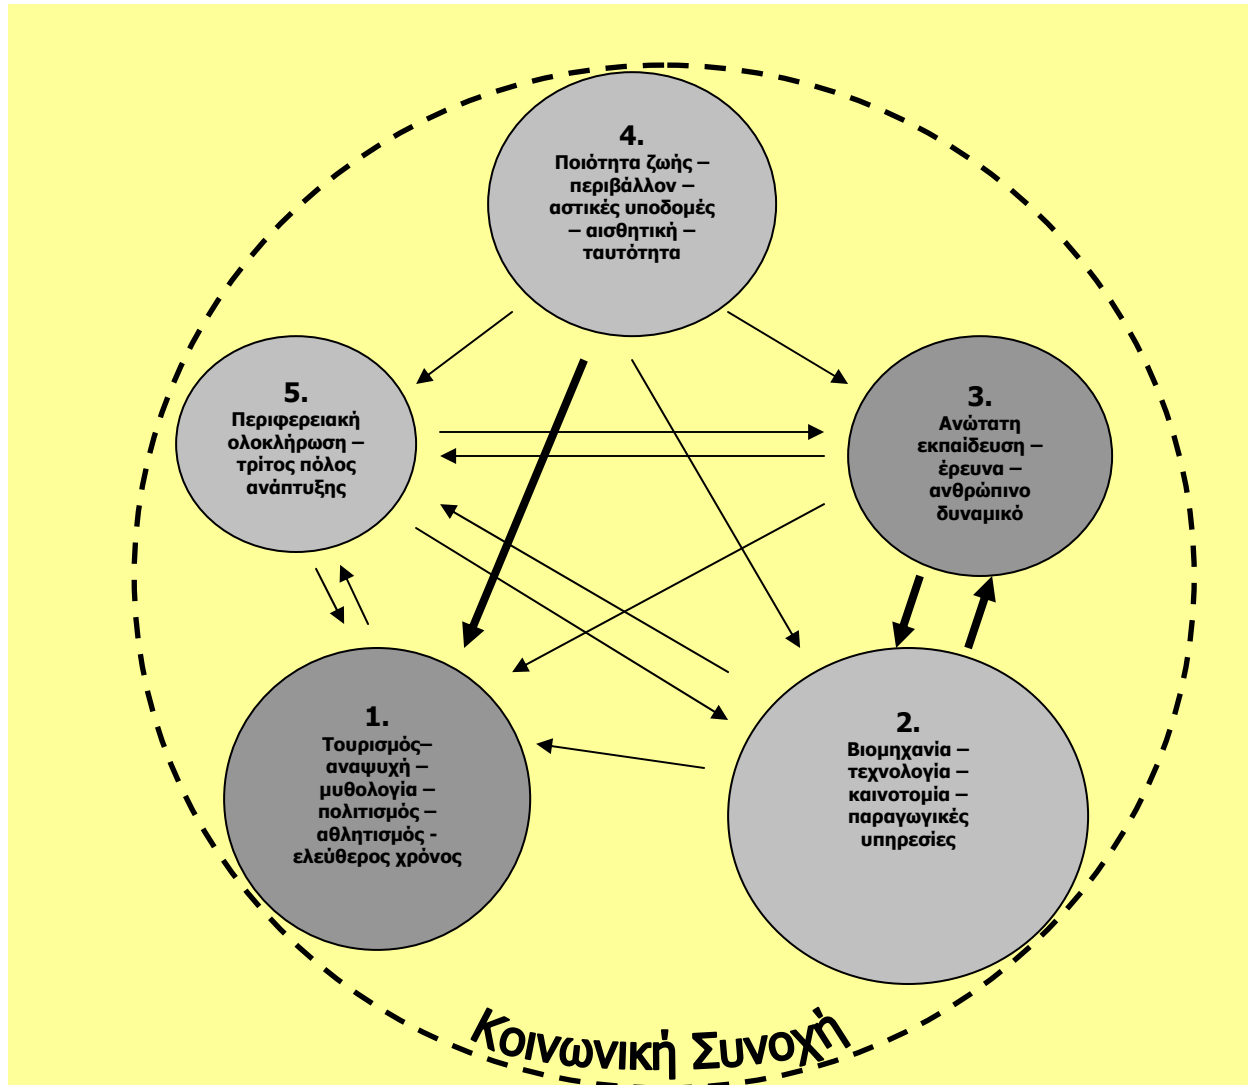 4.
Ποιότητα ζωής –
περιβάλλον –
αστικές υποδομές
– αισθητική –
ταυτότητα
5.
Περιφερειακή
ολοκλήρωση –
τρίτος πόλος
ανάπτυξης
3.
Ανώτατη
εκπαίδευση –
έρευνα –
ανθρώπινο
δυναμικό
1.
Τουρισμός–
αναψυχή –
μυθολογία –
πολιτισμός –
αθλητισμός -
ελεύθερος χρόνος
2.
Βιομηχανία –
τεχνολογία –
καινοτομία –
παραγωγικές
υπηρεσίες
Κοινωνική Συνοχή